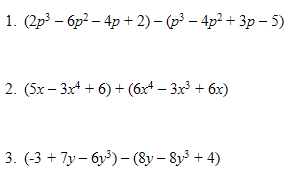 1. (2p³ – 6p² – 4p + 2) – (p³ – 4p² + 3p – 5)
2. (5x – 3x⁴ + 6) + (6x⁴ – 3x³ + 6x)
3. (-3 + 7y – 6y³) – (8y – 8y³ + 4)